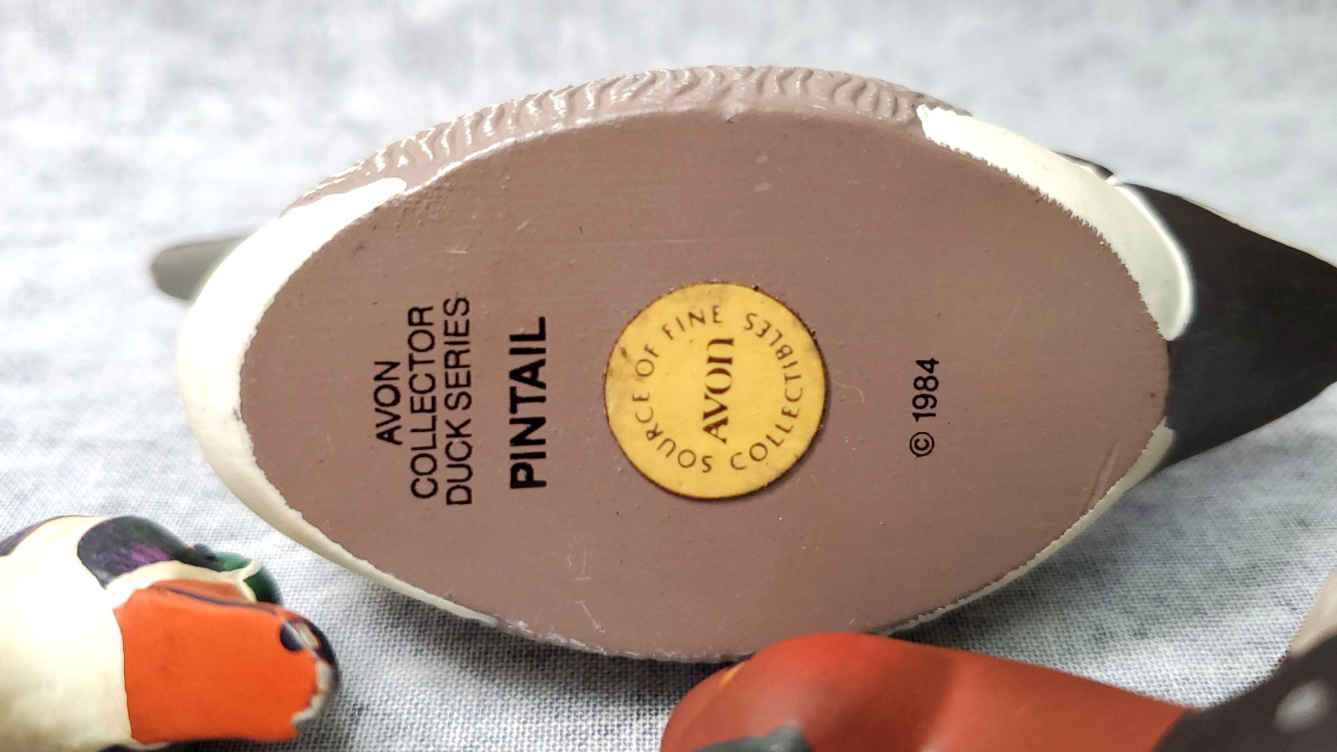 AVON
COLLECTOR
DUCK SERIES
PINTAIL
SOURCE OF FINE COLLECTIBLES
AVON
© 1984